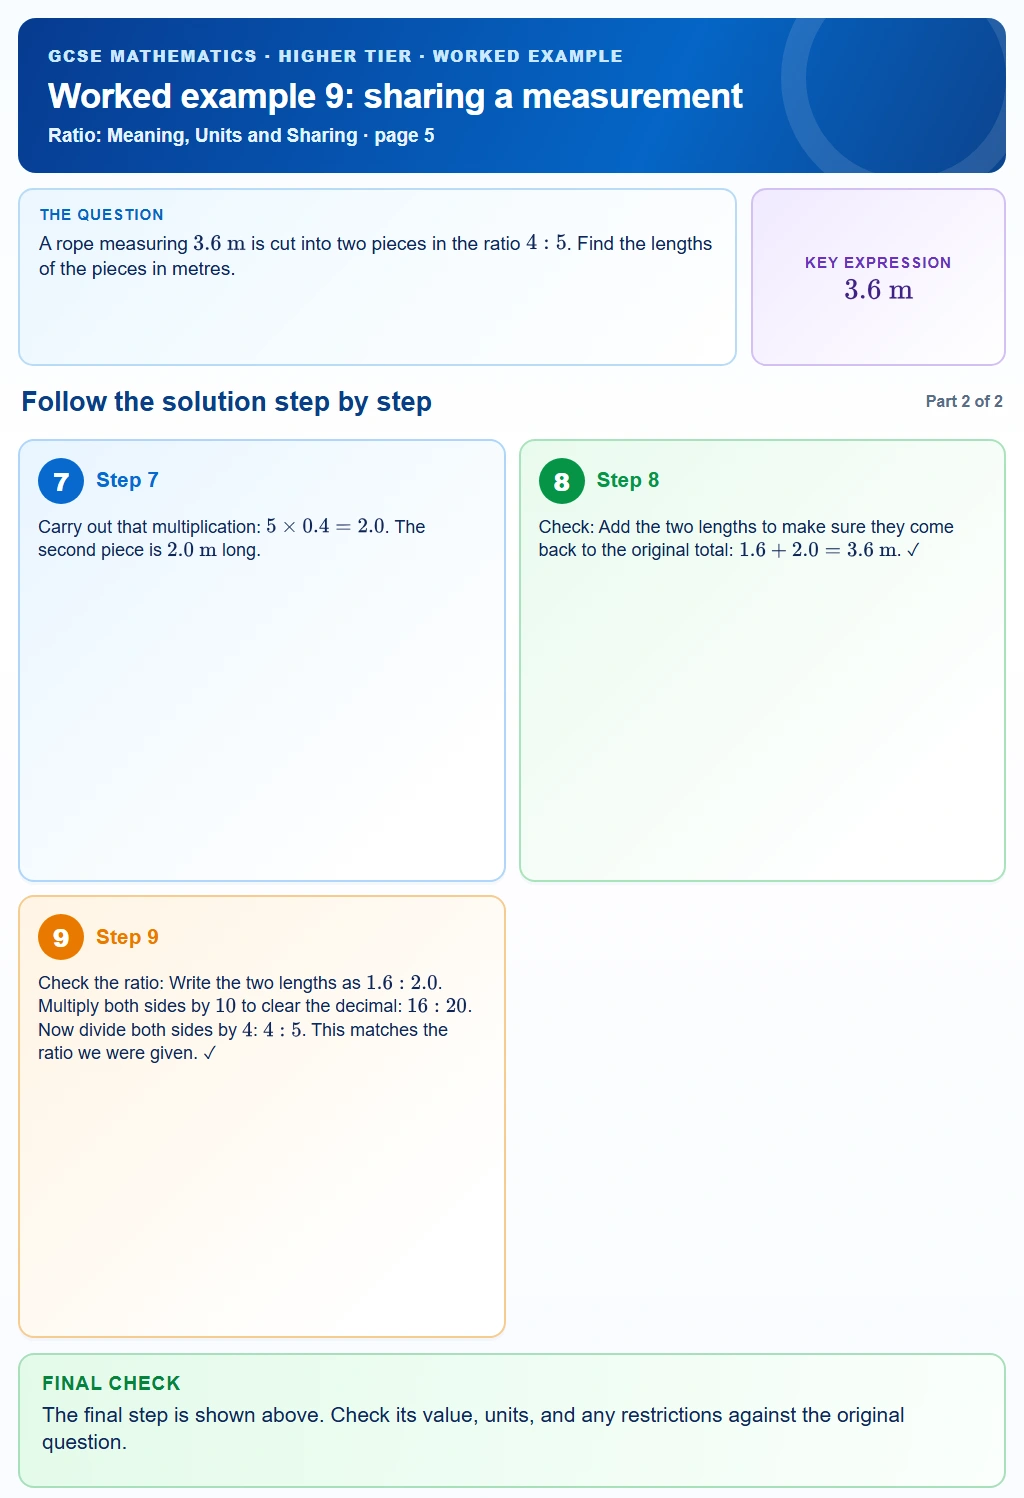 GCSE MATHEMATICS · HIGHER TIER · WORKED EXAMPLE
Worked example 9: sharing a measurement
Ratio: Meaning, Units and Sharing · page 5
THE QUESTION
A rope measuring 3.6 m is cut into two pieces in the ratio 4 : 5. Find the lengths
of the pieces in metres.
KEY EXPRESSION
3.6 m
Follow the solution step by step
Part 2 of 2
7 Step 7
Carry out that multiplication: 5 × 0.4 = 2.0. The
second piece is 2.0 m long.
8 Step 8
Check: Add the two lengths to make sure they come
back to the original total: 1.6 + 2.0 = 3.6 m. ✓
9 Step 9
Check the ratio: Write the two lengths as 1.6 : 2.0.
Multiply both sides by 10 to clear the decimal: 16 : 20.
Now divide both sides by 4: 4 : 5. This matches the
ratio we were given. ✓
FINAL CHECK
The final step is shown above. Check its value, units, and any restrictions against the original
question.